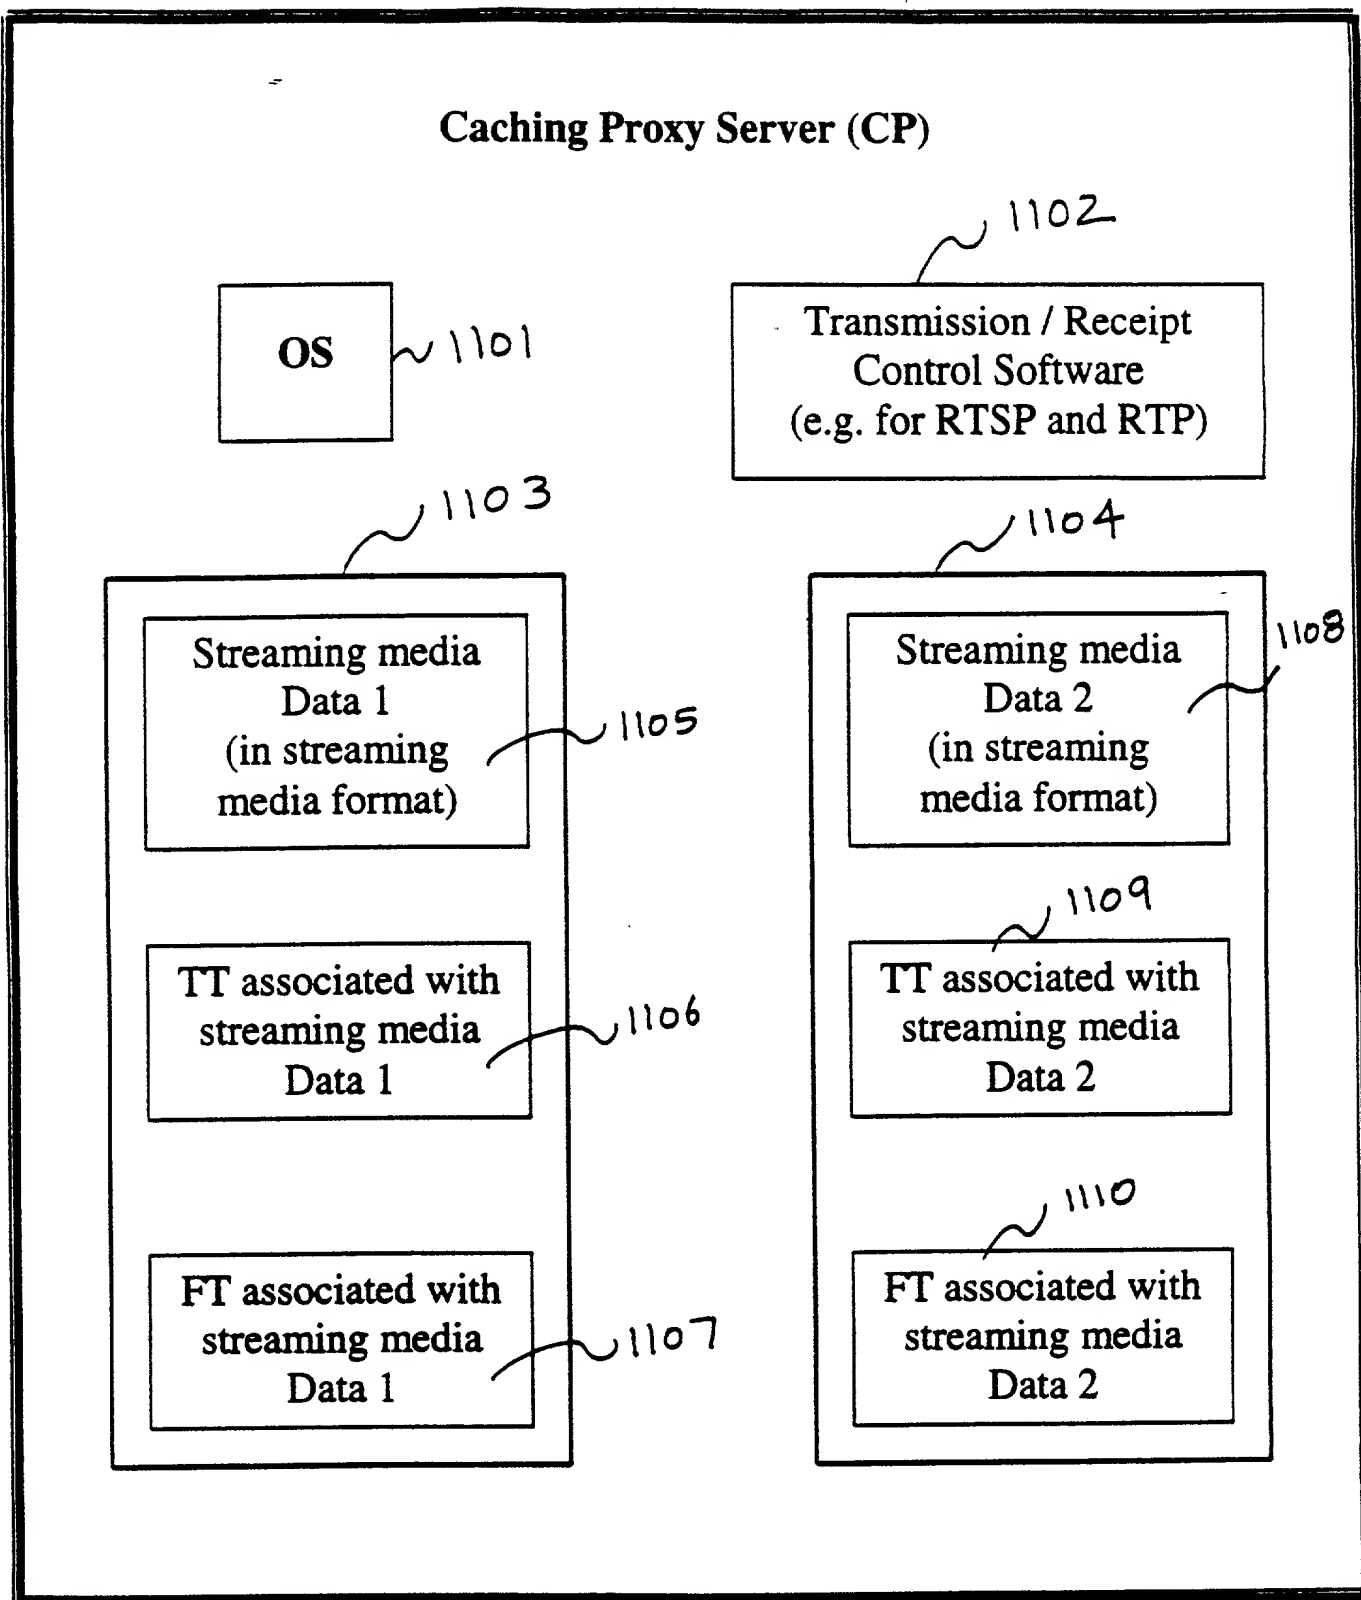 Caching Proxy Server (CP)
1102
OS
1101
Transmission / Receipt
Control Software
(e.g. for RTSP and RTP)
1103
1104
Streaming media
Data 1
(in streaming
media format)
1105
Streaming media
Data 2
(in streaming
media format)
1108
TT associated with
streaming media
Data 1
1106
1109
TT associated with
streaming media
Data 2
FT associated with
streaming media
Data 1
1107
1110
FT associated with
streaming media
Data 2